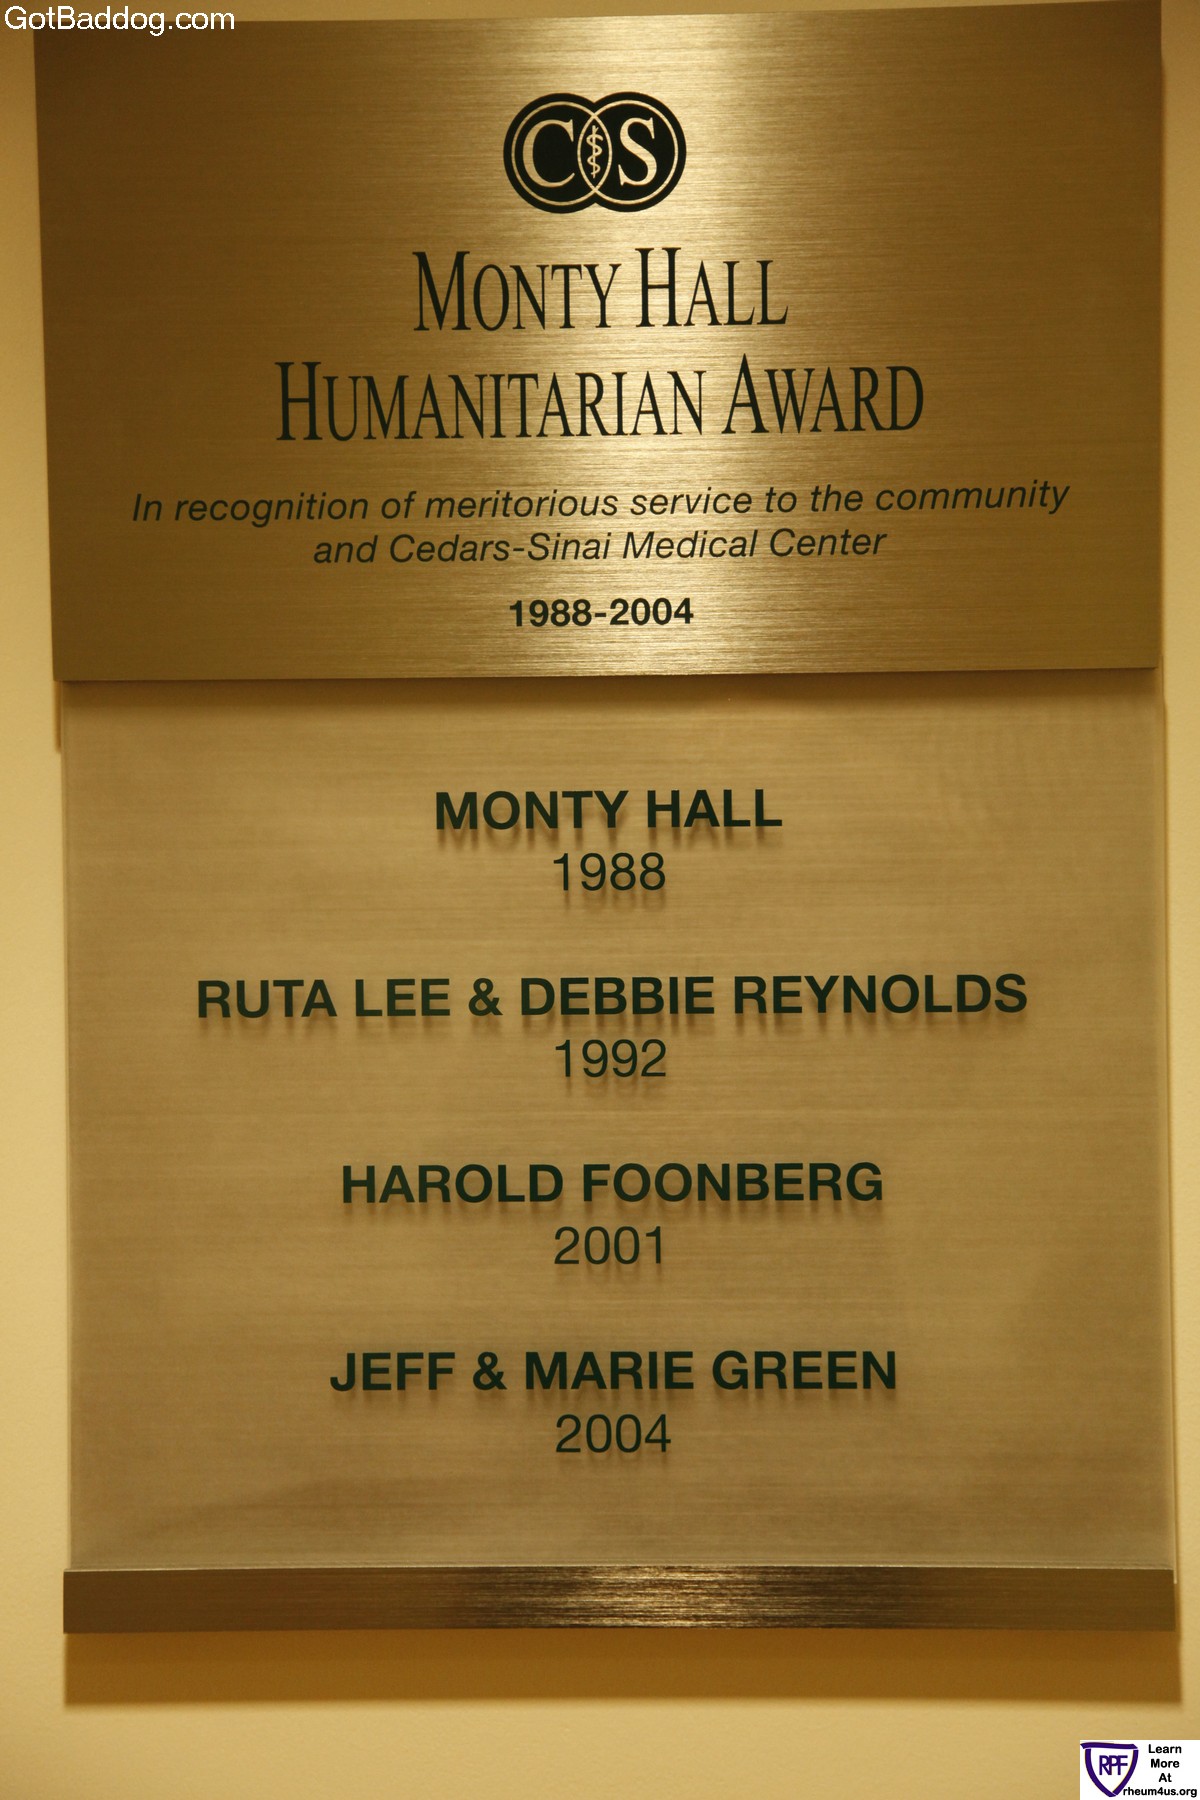 GotBaddog.com
CS
MONTY HALL
HUMANITARIAN AWARD
In recognition of meritorious service to the community
and Cedars-Sinai Medical Center
1988-2004
MONTY HALL
1988
RUTA LEE & DEBBIE REYNOLDS
1992
HAROLD FOONBERG
2001
JEFF & MARIE GREEN
2004
RPF
Learn
More
At
rheum4us.org